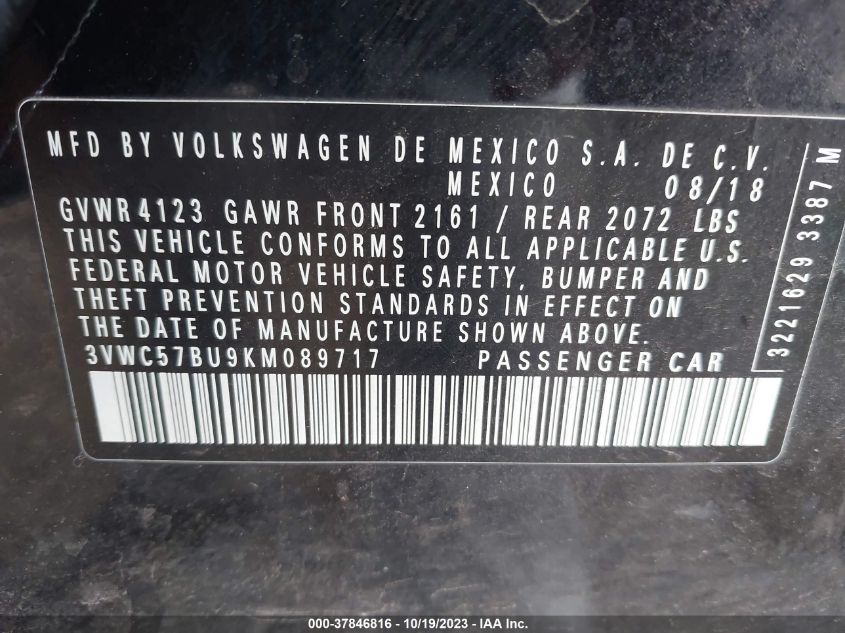 MFD BY VOLKSWAGEN DE MEXICO S.A. DE C.V.
MEXICO 08/18
GVWR 4123 GAWR FRONT 2161 / REAR 2072 LBS
THIS VEHICLE CONFORMS TO ALL APPLICABLE U.S.
FEDERAL MOTOR VEHICLE SAFETY, BUMPER AND
THEFT PREVENTION STANDARDS IN EFFECT ON
THE DATE OF MANUFACTURE SHOWN ABOVE.
3VWC57BU9KM089717 PASSENGER CAR
3221629 3387 M
000-37846816 - 10/19/2023 - IAA Inc.